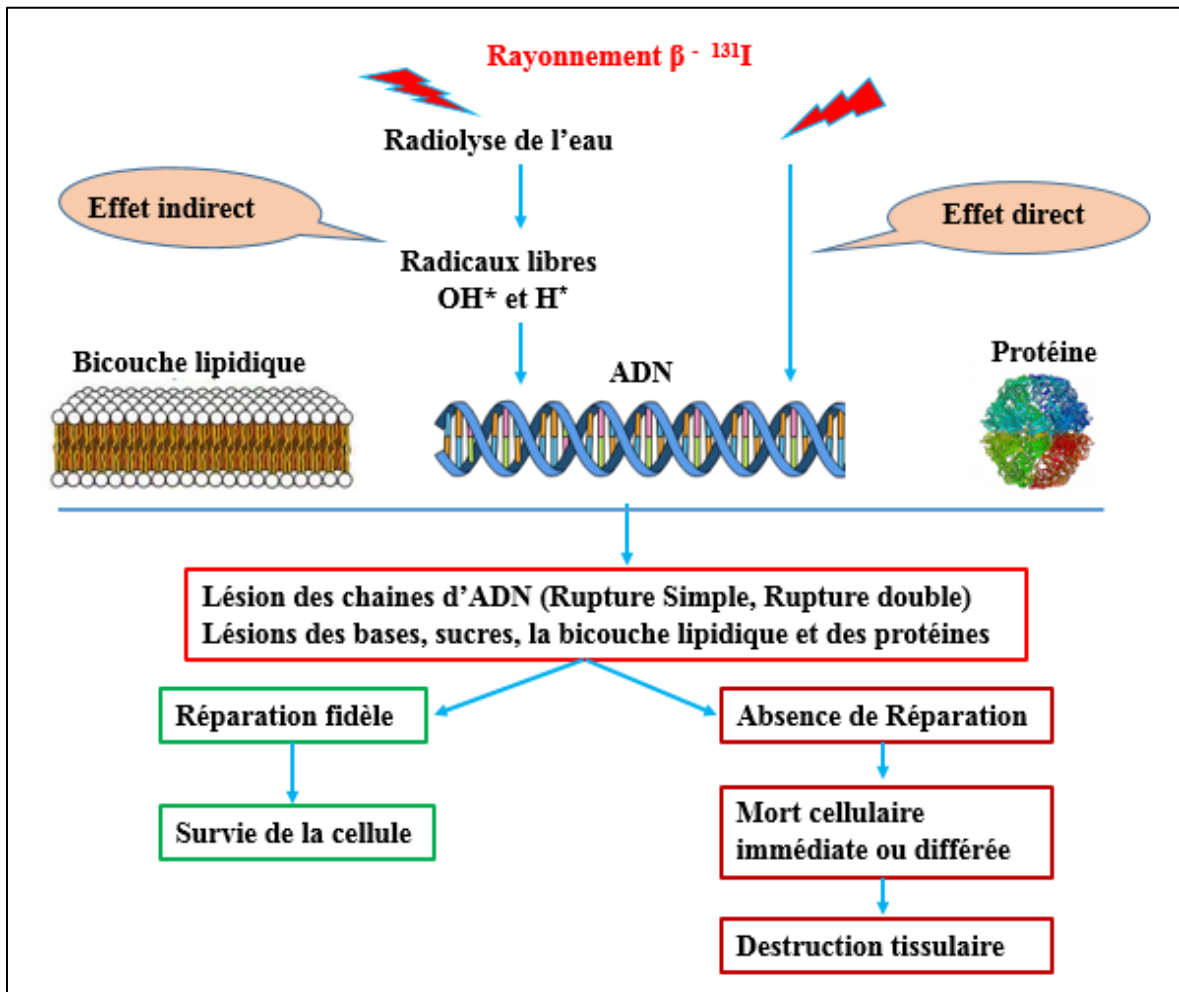 Rayonnement β - ¹³¹I
Radiolyse de l’eau
Effet indirect
Effet direct
Radicaux libres
OH* et H*
Bicouche lipidique
ADN
Protéine
Lésion des chaines d’ADN (Rupture Simple, Rupture double)
Lésions des bases, sucres, la bicouche lipidique et des protéines
Réparation fidèle
Absence de Réparation
Survie de la cellule
Mort cellulaire
immédiate ou différée
Destruction tissulaire